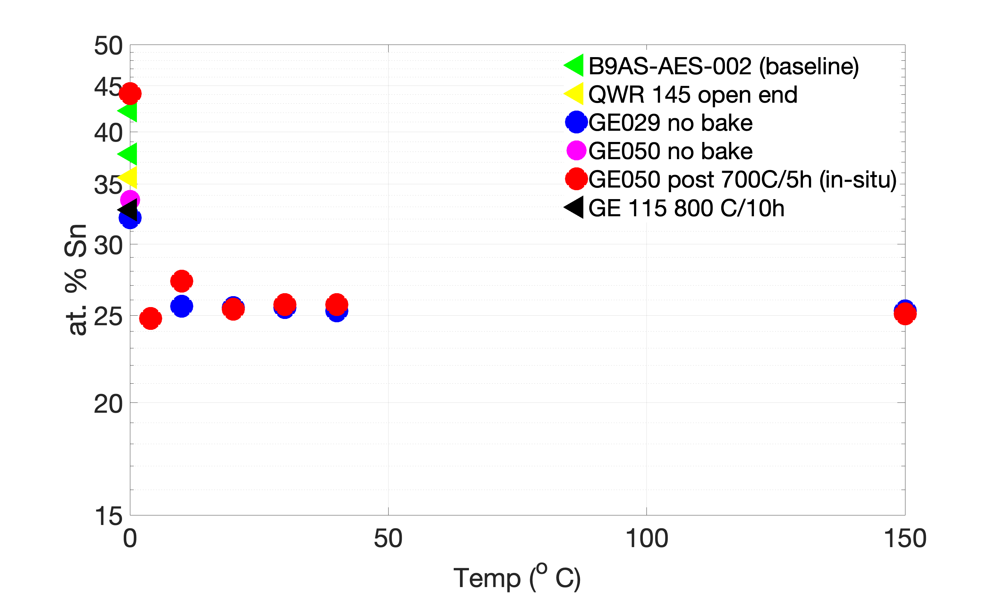 50
45
40
35
30
25
20
15
at. % Sn
B9AS-AES-002 (baseline)
QWR 145 open end
GE029 no bake
GE050 no bake
GE050 post 700C/5h (in-situ)
GE 115 800 C/10h
0 50 100 150
Temp (º C)